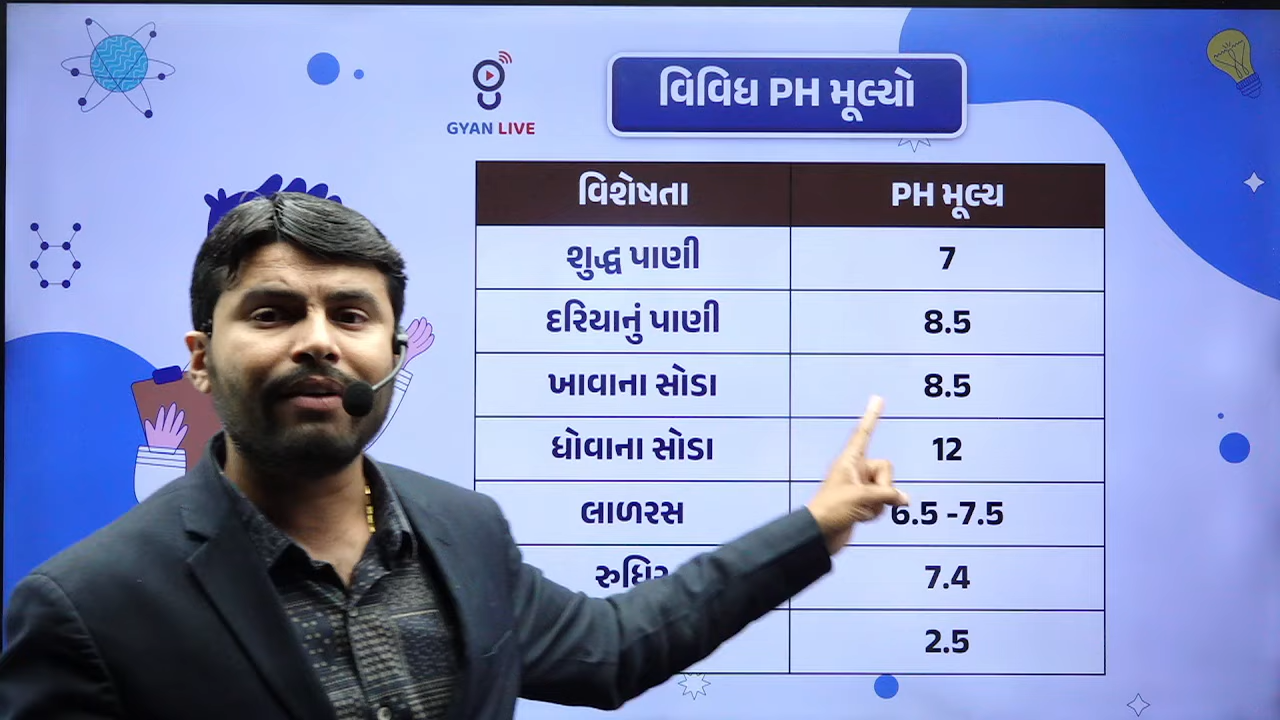 GYAN LIVE
વિવિધ PH મૂલ્યો
વિશેષતા PH મૂલ્ય
શુદ્ધ પાણી 7
દરિયાનું પાણી 8.5
ખાવાના સોડા 8.5
ધોવાના સોડા 12
લાળરસ 6.5 -7.5
7.4
2.5